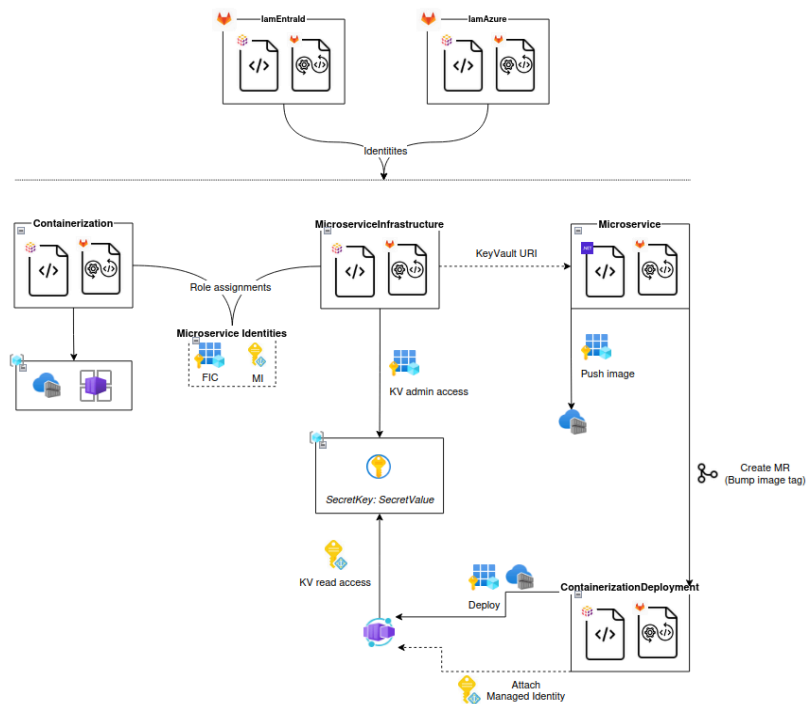 IamEntraId
IamAzure
Identitites
Containerization
MicroserviceInfrastructure
Microservice
KeyVault URI
.NET
Role assignments
Microservice Identities
FIC
MI
KV admin access
Push image
SecretKey: SecretValue
Create MR
(Bump image tag)
KV read access
Deploy
ContainerizationDeployment
Attach
Managed Identity